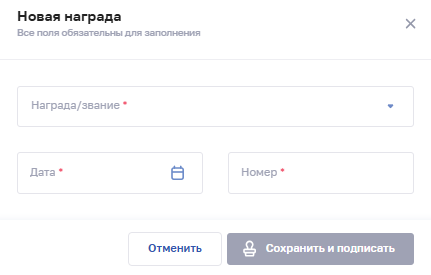 Новая награда
Все поля обязательны для заполнения
Награда/звание *
Дата *
Номер *
Отменить
Сохранить и подписать